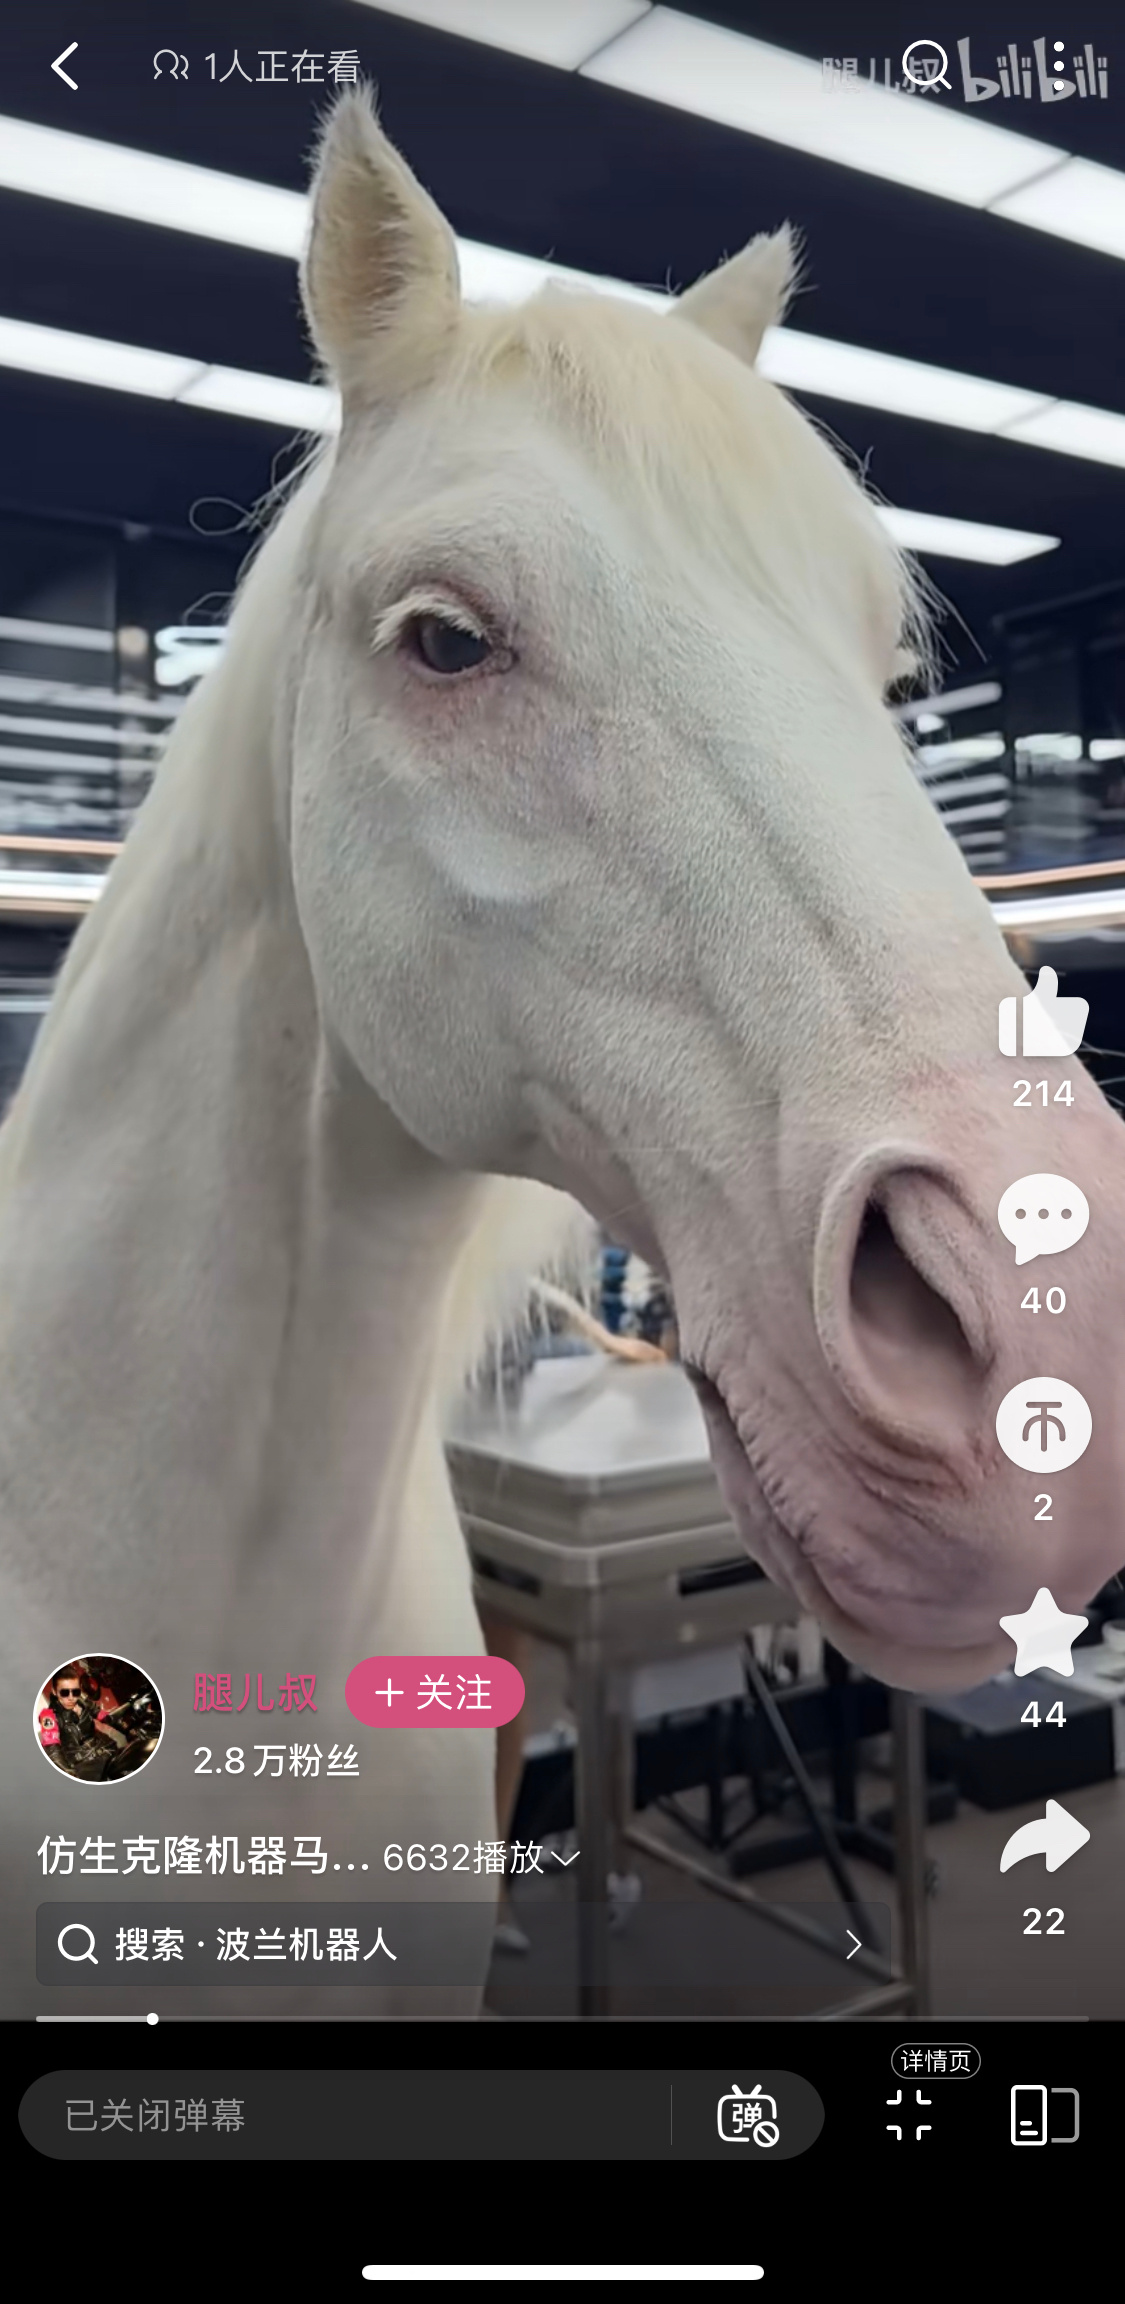 1人正在看
腿儿叔 bilibili
214
40
2
44
22
腿儿叔
+ 关注
2.8万粉丝
仿生克隆机器马... 6632播放
搜索 · 波兰机器人
详情页
已关闭弹幕
弹